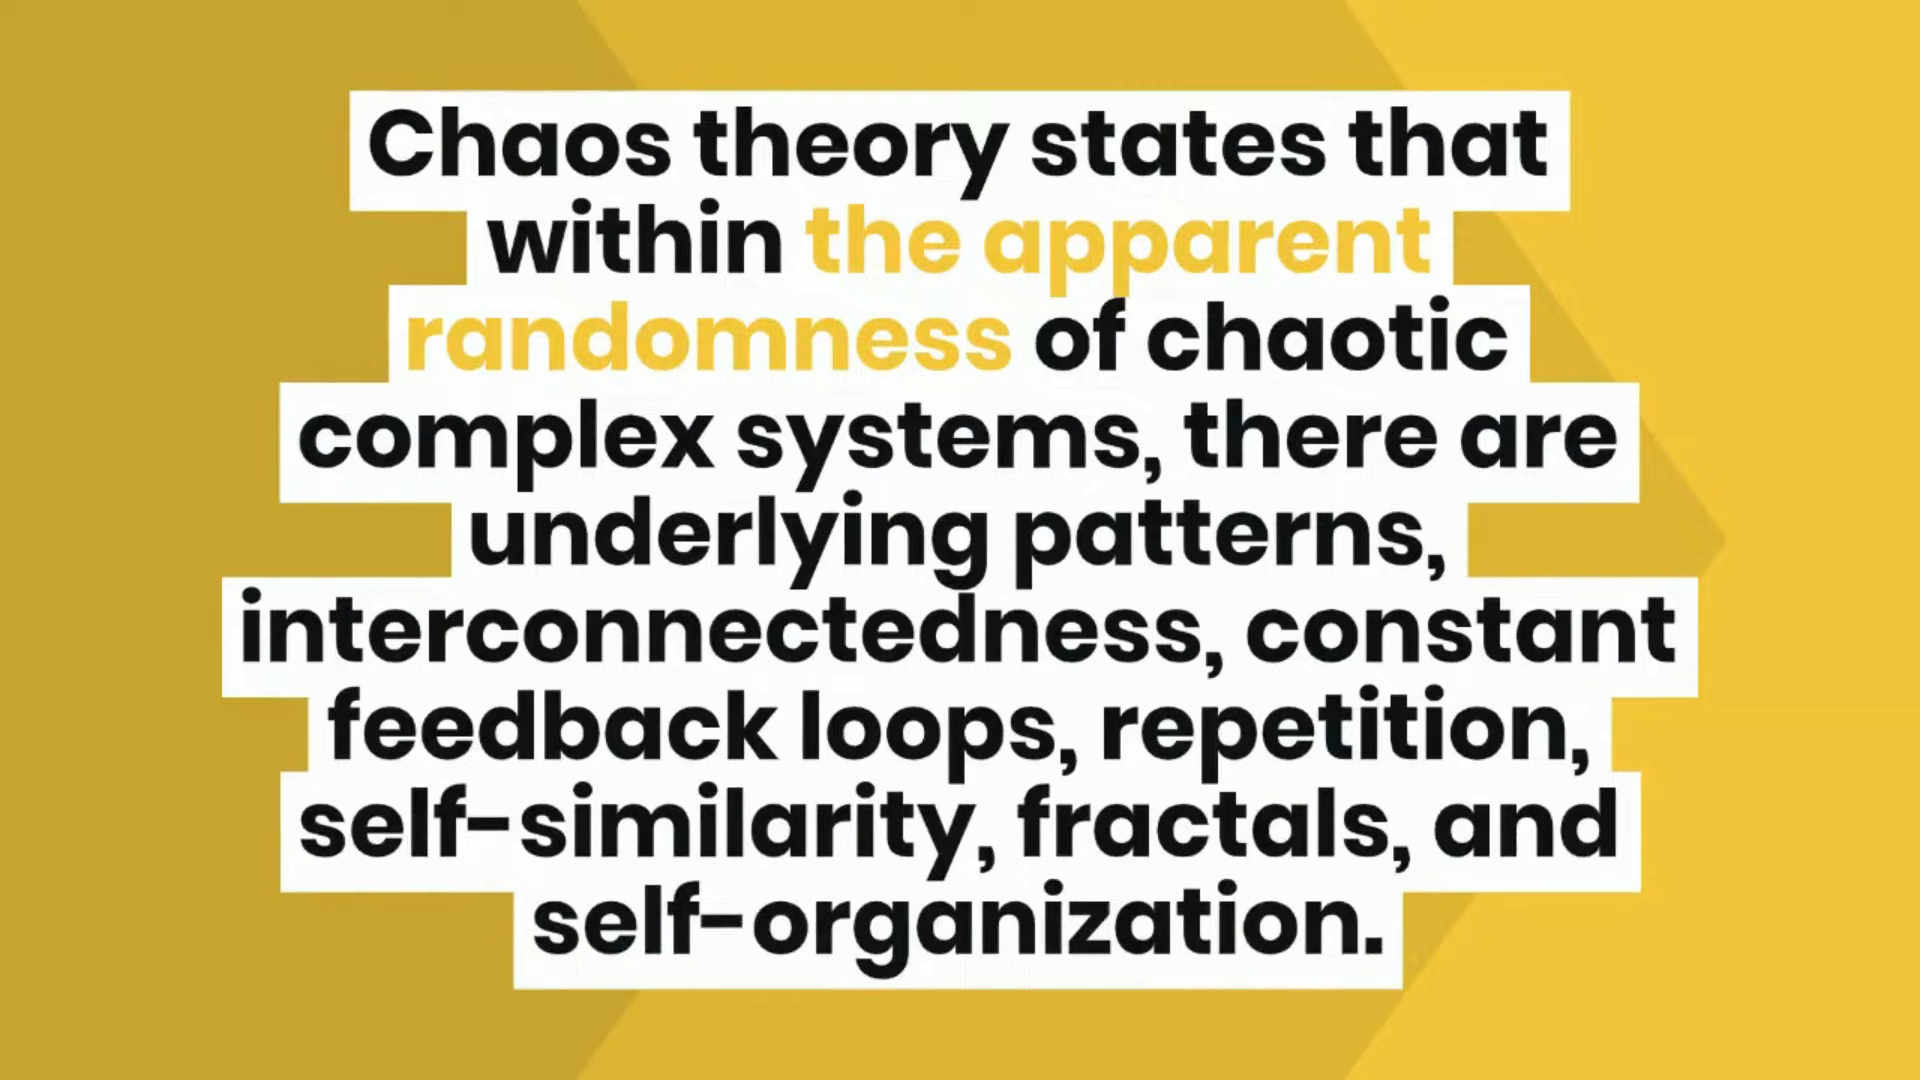 Chaos theory states that
within the apparent
randomness of chaotic
complex systems, there are
underlying patterns,
interconnectedness, constant
feedback loops, repetition,
self-similarity, fractals, and
self-organization.